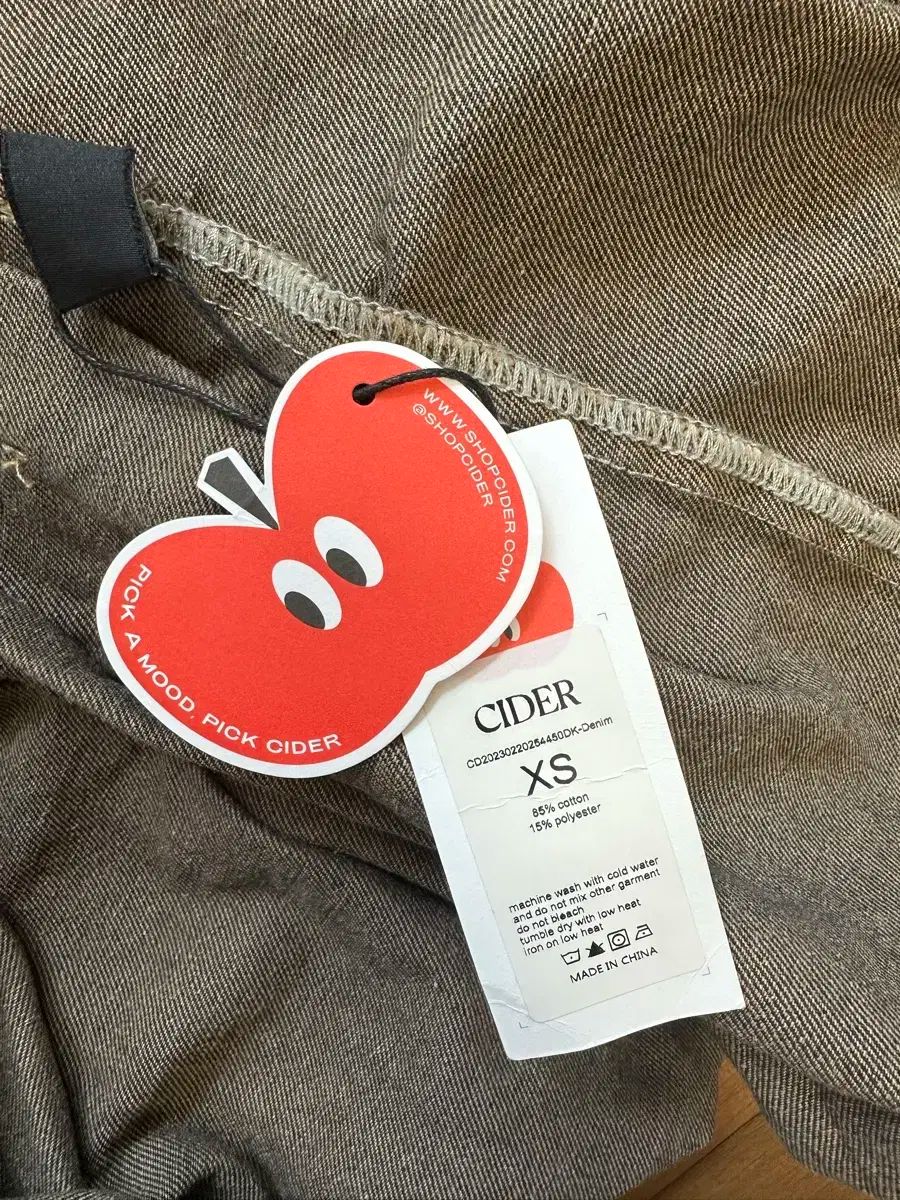 WWW.SHOPCIDER.COM
@SHOPCIDER
PICK A MOOD, PICK CIDER
CIDER
CD20230220254450DK-Denim
XS
85% cotton
15% polyester
machine wash with cold water
and do not mix other garment
do not bleach
tumble dry with low heat
iron on low heat
MADE IN CHINA